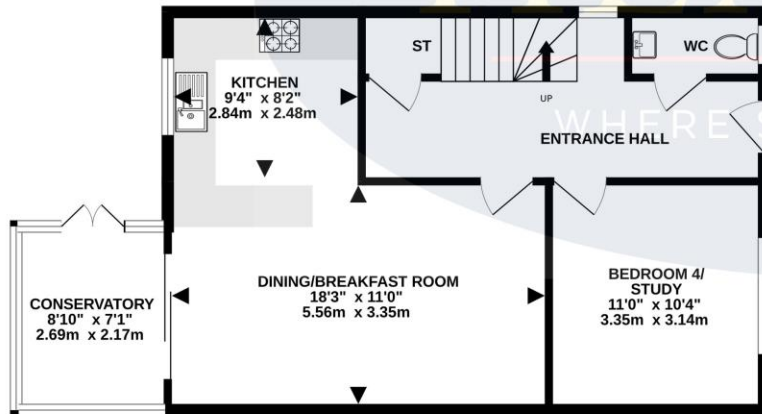 KITCHEN
9'4" x 8'2"
2.84m x 2.48m
ST
UP
WC
WHERE S
ENTRANCE HALL
CONSERVATORY
8'10" x 7'1"
2.69m x 2.17m
DINING/BREAKFAST ROOM
18'3" x 11'0"
5.56m x 3.35m
BEDROOM 4/
STUDY
11'0" x 10'4"
3.35m x 3.14m